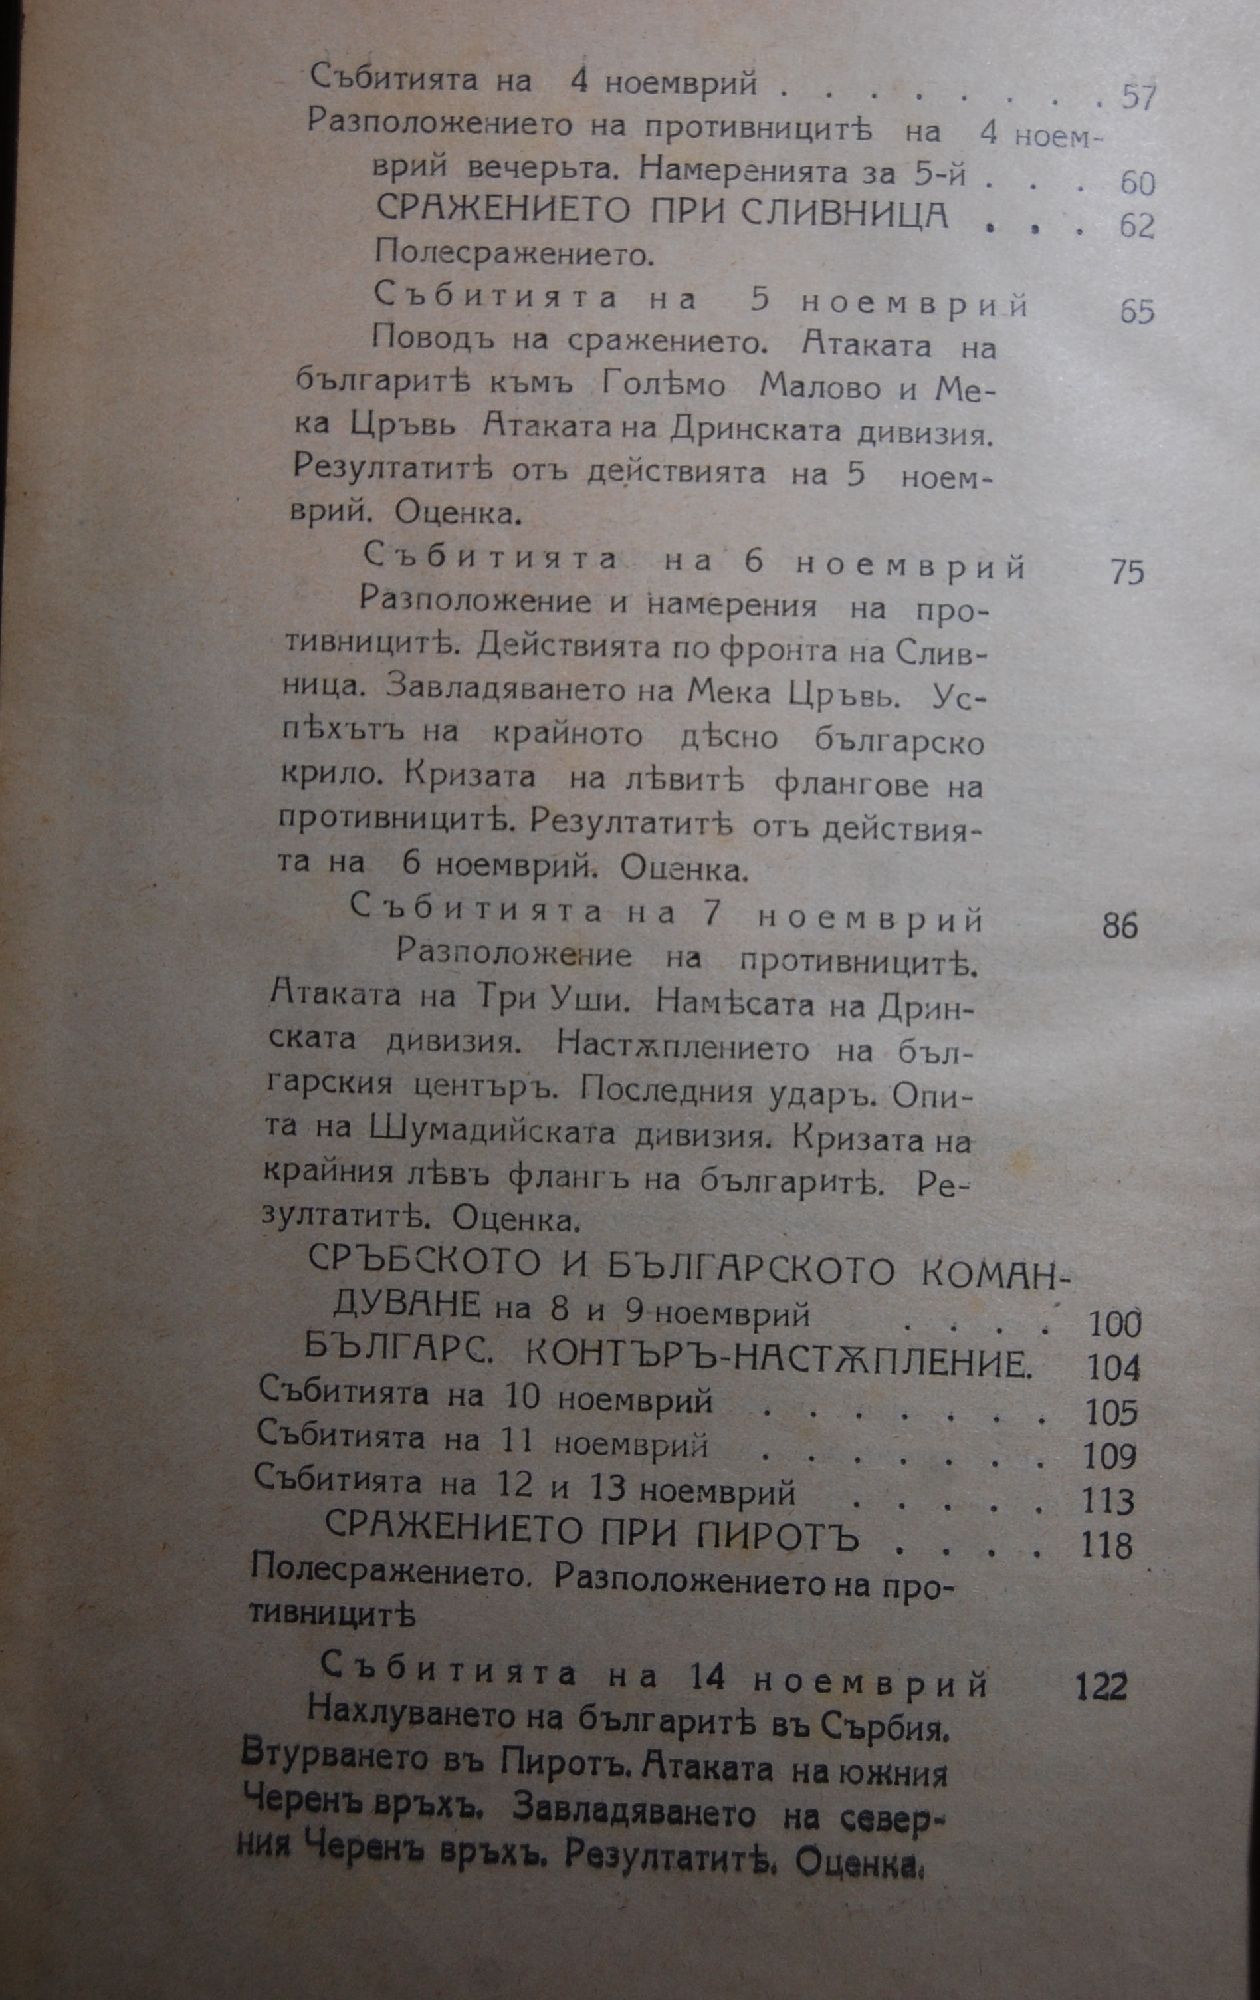 Събитията на 4 ноемврий . . . . . . . . 57
Разположението на противницитѣ на 4 ноем-
врий вечерьта. Намеренията за 5-й . . . 60
СРАЖЕНИЕТО ПРИ СЛИВНИЦА . . . 62
Полесражението.
Събитията на 5 ноемврий 65
Поводъ на сражението. Атаката на
българитѣ къмъ Голѣмо Малово и Ме-
ка Цръвь Атаката на Дринската дивизия.
Резултатитѣ отъ действията на 5 ноем-
врий. Оценка.
Събитията на 6 ноемврий 75
Разположение и намерения на про-
тивницитѣ. Действията по фронта на Слив-
ница. Завладяването на Мека Цръвь. Ус-
пѣхътъ на крайното дѣсно българско
крило. Кризата на лѣвитѣ флангове на
противницитѣ. Резултатитѣ отъ действия-
та на 6 ноемврий. Оценка.
Събитията на 7 ноемврий 86
Разположение на противницитѣ.
Атаката на Три Уши. Намѣсата на Дрин-
ската дивизия. Настѫплението на бъл-
гарския центъръ. Последния ударъ. Опи-
та на Шумадийската дивизия. Кризата на
крайния лѣвъ флангъ на българитѣ. Ре-
зултатитѣ. Оценка.
СРЪБСКОТО И БЪЛГАРСКОТО КОМАН-
ДУВАНЕ на 8 и 9 ноемврий . . . . 100
БЪЛГАРС. КОНТЪРЪ-НАСТѪПЛЕНИЕ. 104
Събитията на 10 ноемврий . . . . . . . 105
Събитията на 11 ноемврий . . . . . . . 109
Събитията на 12 и 13 ноемврий . . . . . 113
СРАЖЕНИЕТО ПРИ ПИРОТЪ . . . . 118
Полесражението. Разположението на про-
тивницитѣ
Събитията на 14 ноемврий 122
Нахлуването на българитѣ въ Сърбия.
Втурването въ Пиротъ. Атаката на южния
Черенъ връхъ. Завладяването на север-
ния Черенъ връхъ. Резултатитѣ. Оценка.